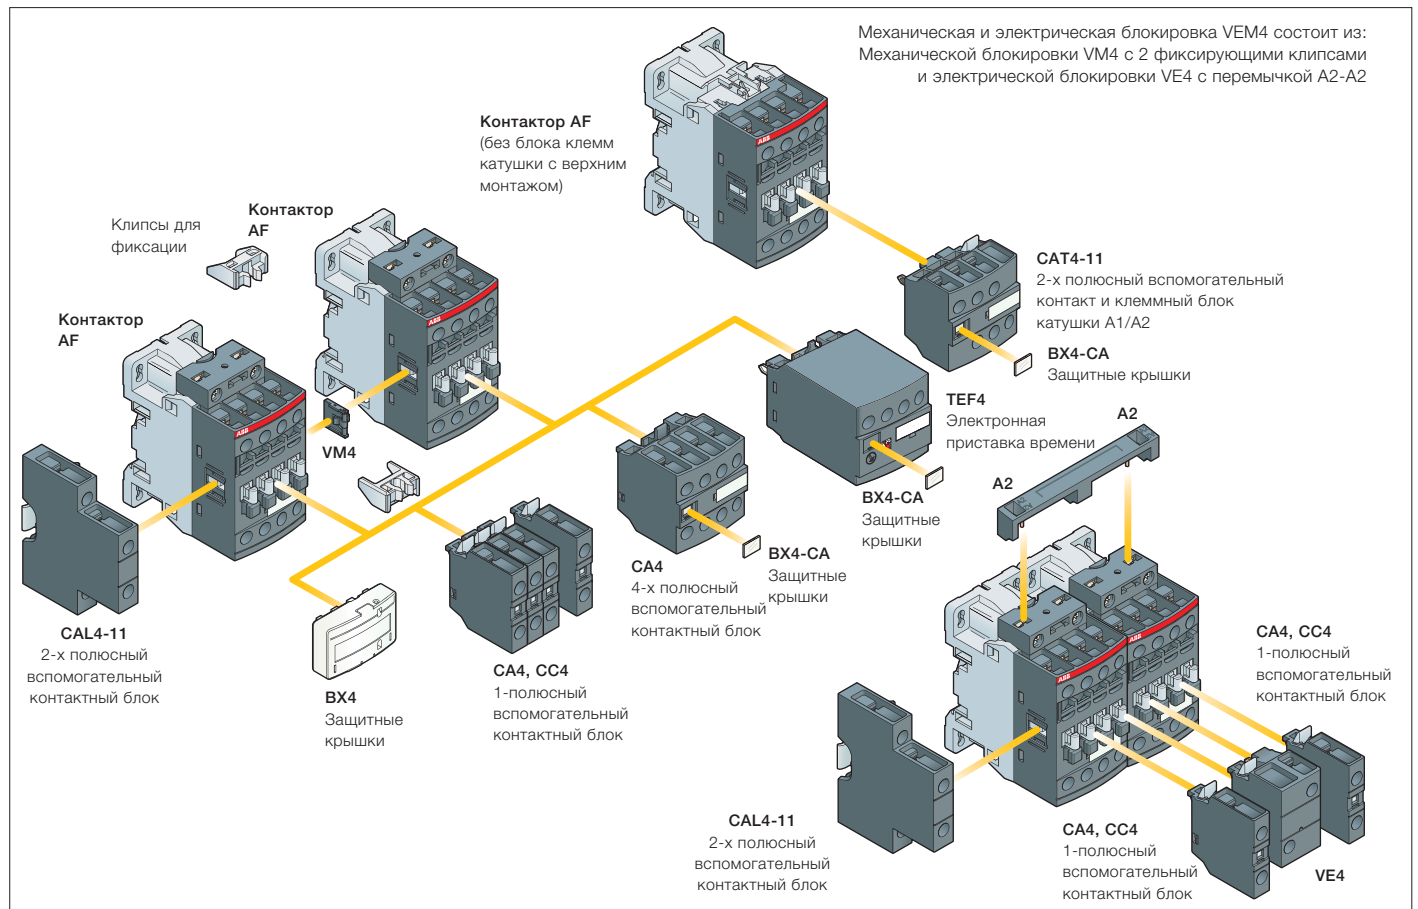 Механическая и электрическая блокировка VEM4 состоит из:
Механической блокировки VM4 с 2 фиксирующими клипсами
и электрической блокировки VE4 с перемычкой A2-A2
Контактор AF
(без блока клемм
катушки с верхним
монтажом)
Клипсы для
фиксации
Контактор
AF
Контактор
AF
VM4
CAL4-11
2-х полюсный
вспомогательный
контактный блок
BX4
Защитные
крышки
CA4, CC4
1-полюсный
вспомогательный
контактный блок
CA4
4-х полюсный
вспомогательный
контактный блок
BX4-CA
Защитные
крышки
CAT4-11
2-х полюсный вспомогательный
контакт и клеммный блок
катушки A1/A2
BX4-CA
Защитные крышки
TEF4
Электронная
приставка времени
BX4-CA
Защитные
крышки
A2
A2
CA4, CC4
1-полюсный
вспомогательный
контактный блок
CAL4-11
2-х полюсный
вспомогательный
контактный блок
CA4, CC4
1-полюсный
вспомогательный
контактный блок
VE4
ABB
ABB
ABB
ABB
ABB